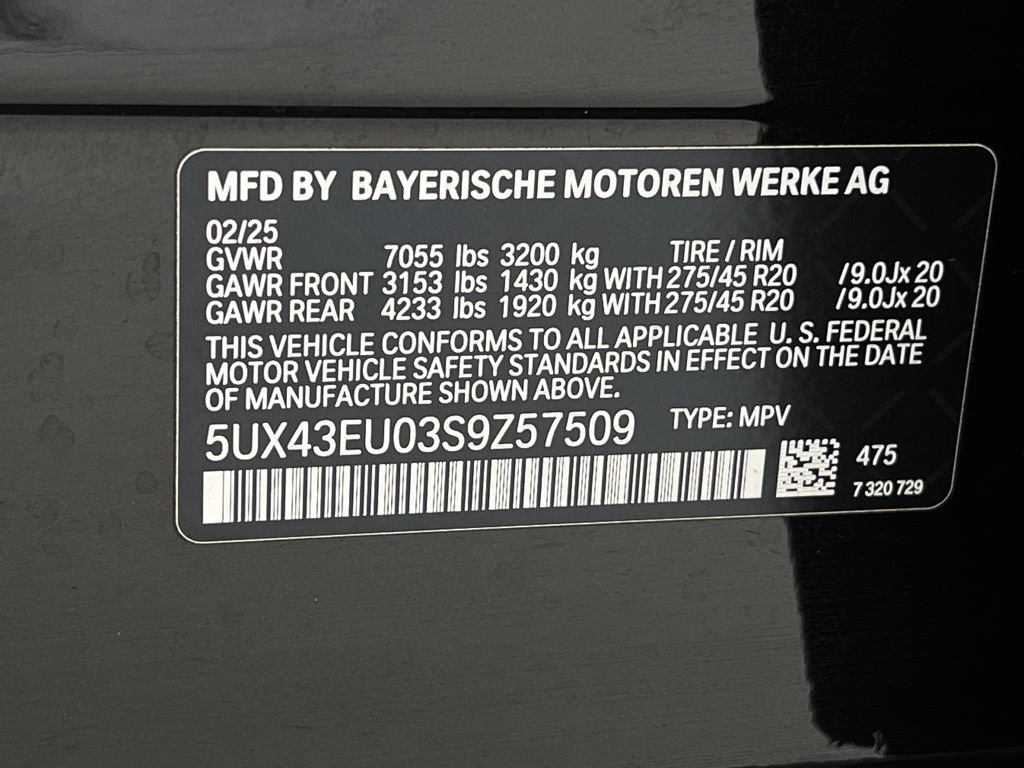 MFD BY BAYERISCHE MOTOREN WERKE AG
02/25
GVWR 7055 lbs 3200 kg TIRE / RIM
GAWR FRONT 3153 lbs 1430 kg WITH 275/45 R20 /9.0Jx 20
GAWR REAR 4233 lbs 1920 kg WITH 275/45 R20 /9.0Jx 20
THIS VEHICLE CONFORMS TO ALL APPLICABLE U. S. FEDERAL
MOTOR VEHICLE SAFETY STANDARDS IN EFFECT ON THE DATE
OF MANUFACTURE SHOWN ABOVE.
5UX43EU03S9Z57509 TYPE: MPV
475
7 320 729